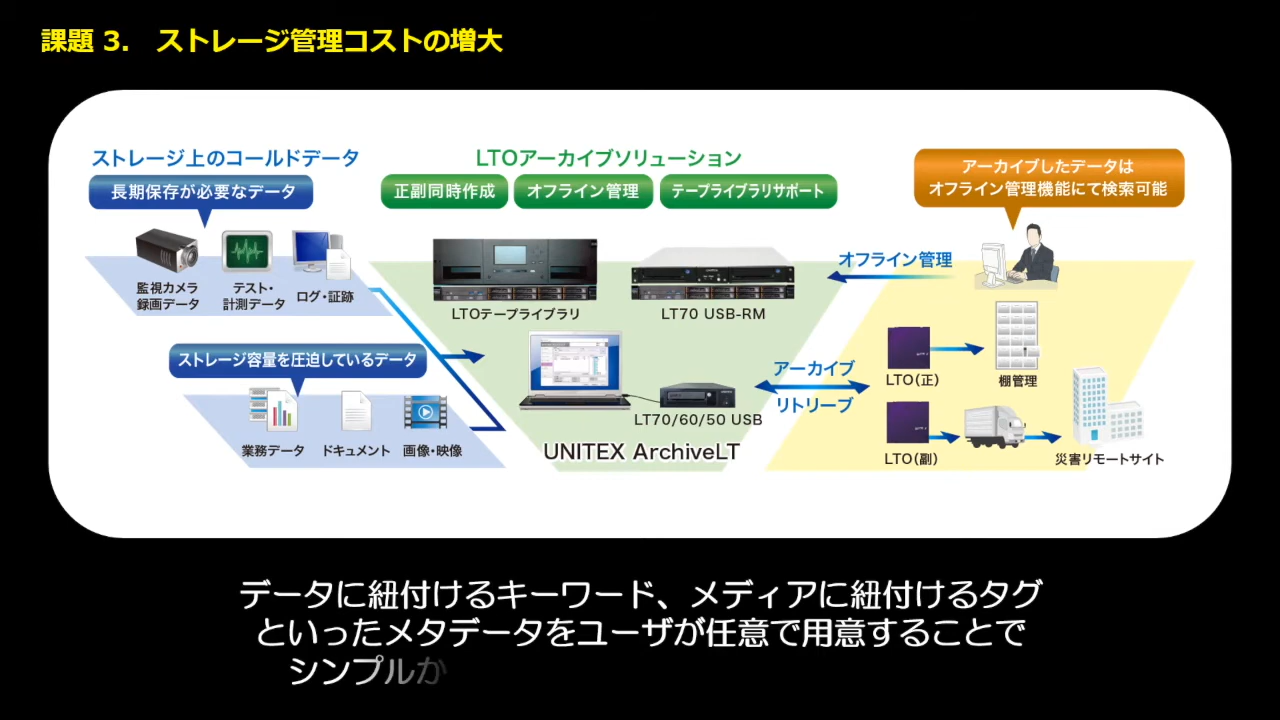 課題 3. ストレージ管理コストの増大
ストレージ上のコールドデータ
長期保存が必要なデータ
監視カメラ
録画データ
テスト・
計測データ
ログ・証跡
ストレージ容量を圧迫しているデータ
業務データ
ドキュメント
画像・映像
LTOアーカイブソリューション
正副同時作成
オフライン管理
テープライブラリサポート
LTOテープライブラリ
LT70 USB-RM
LT70/60/50 USB
UNITEX ArchiveLT
アーカイブしたデータは
オフライン管理機能にて検索可能
オフライン管理
アーカイブ
リトリーブ
LTO(正)
棚管理
LTO(副)
災害リモートサイト
データに紐付けるキーワード、メディアに紐付けるタグ
といったメタデータをユーザが任意で用意することで
シンプルか